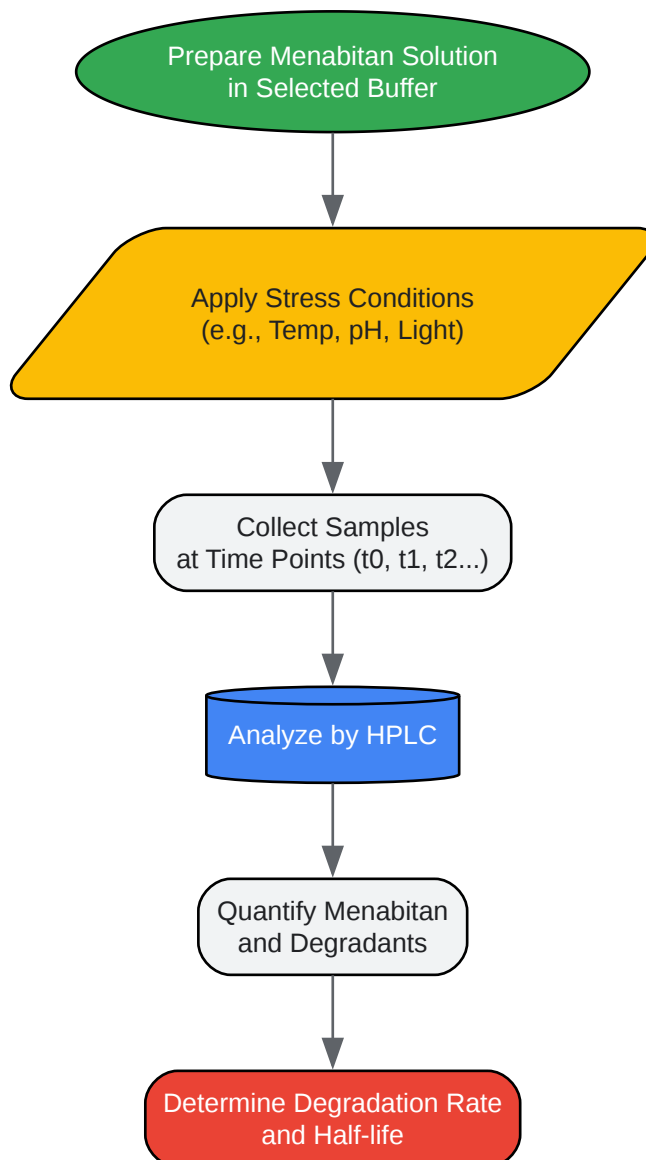 Prepare Menabitan Solution
in Selected Buffer
Apply Stress Conditions
(e.g., Temp, pH, Light)
Collect Samples
at Time Points (t0, t1, t2...)
Analyze by HPLC
Quantify Menabitan
and Degradants
Determine Degradation Rate
and Half-life